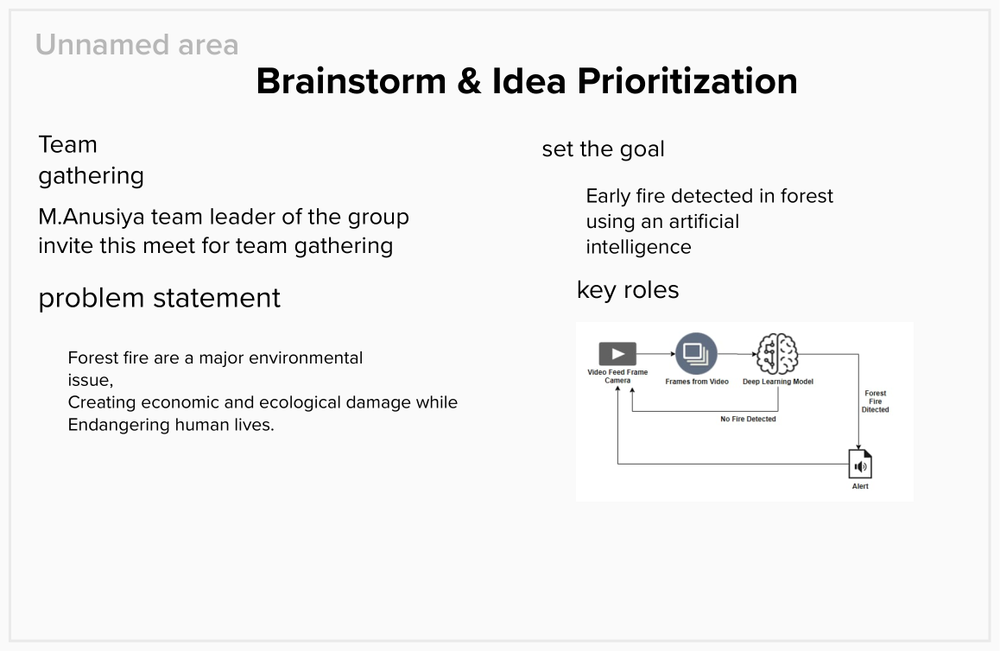 Unnamed area
Brainstorm & Idea Prioritization
Team
gathering
M.Anusiya team leader of the group
invite this meet for team gathering
problem statement
Forest fire are a major environmental
issue,
Creating economic and ecological damage while
Endangering human lives.
set the goal
Early fire detected in forest
using an artificial
intelligence
key roles
Video Feed Frame
Camera
Frames from Video
Deep Learning Model
No Fire Detected
Forest
Fire
Ditected
Alert